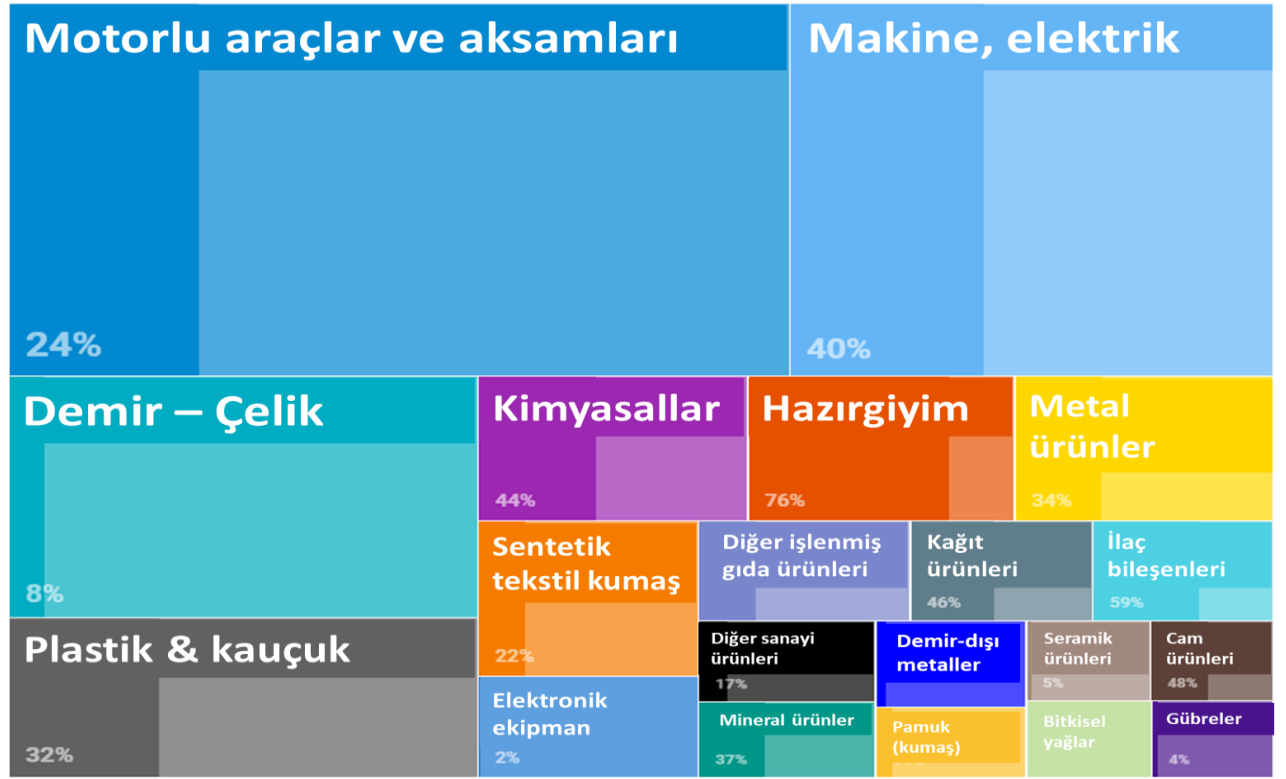 Motorlu araçlar ve aksamları
24%
Makine, elektrik
40%
Demir – Çelik
8%
Kimyasallar
44%
Hazırgiyim
76%
Metal
ürünler
34%
Sentetik
tekstil kumaş
22%
Diğer işlenmiş
gıda ürünleri
Kağıt
ürünleri
46%
İlaç
bileşenleri
59%
Plastik & kauçuk
32%
Elektronik
ekipman
2%
Diğer sanayi
ürünleri
17%
Demir-dışı
metaller
Seramik
ürünleri
5%
Cam
ürünleri
48%
Mineral ürünler
37%
Pamuk
(kumaş)
Bitkisel
yağlar
Gübreler
4%